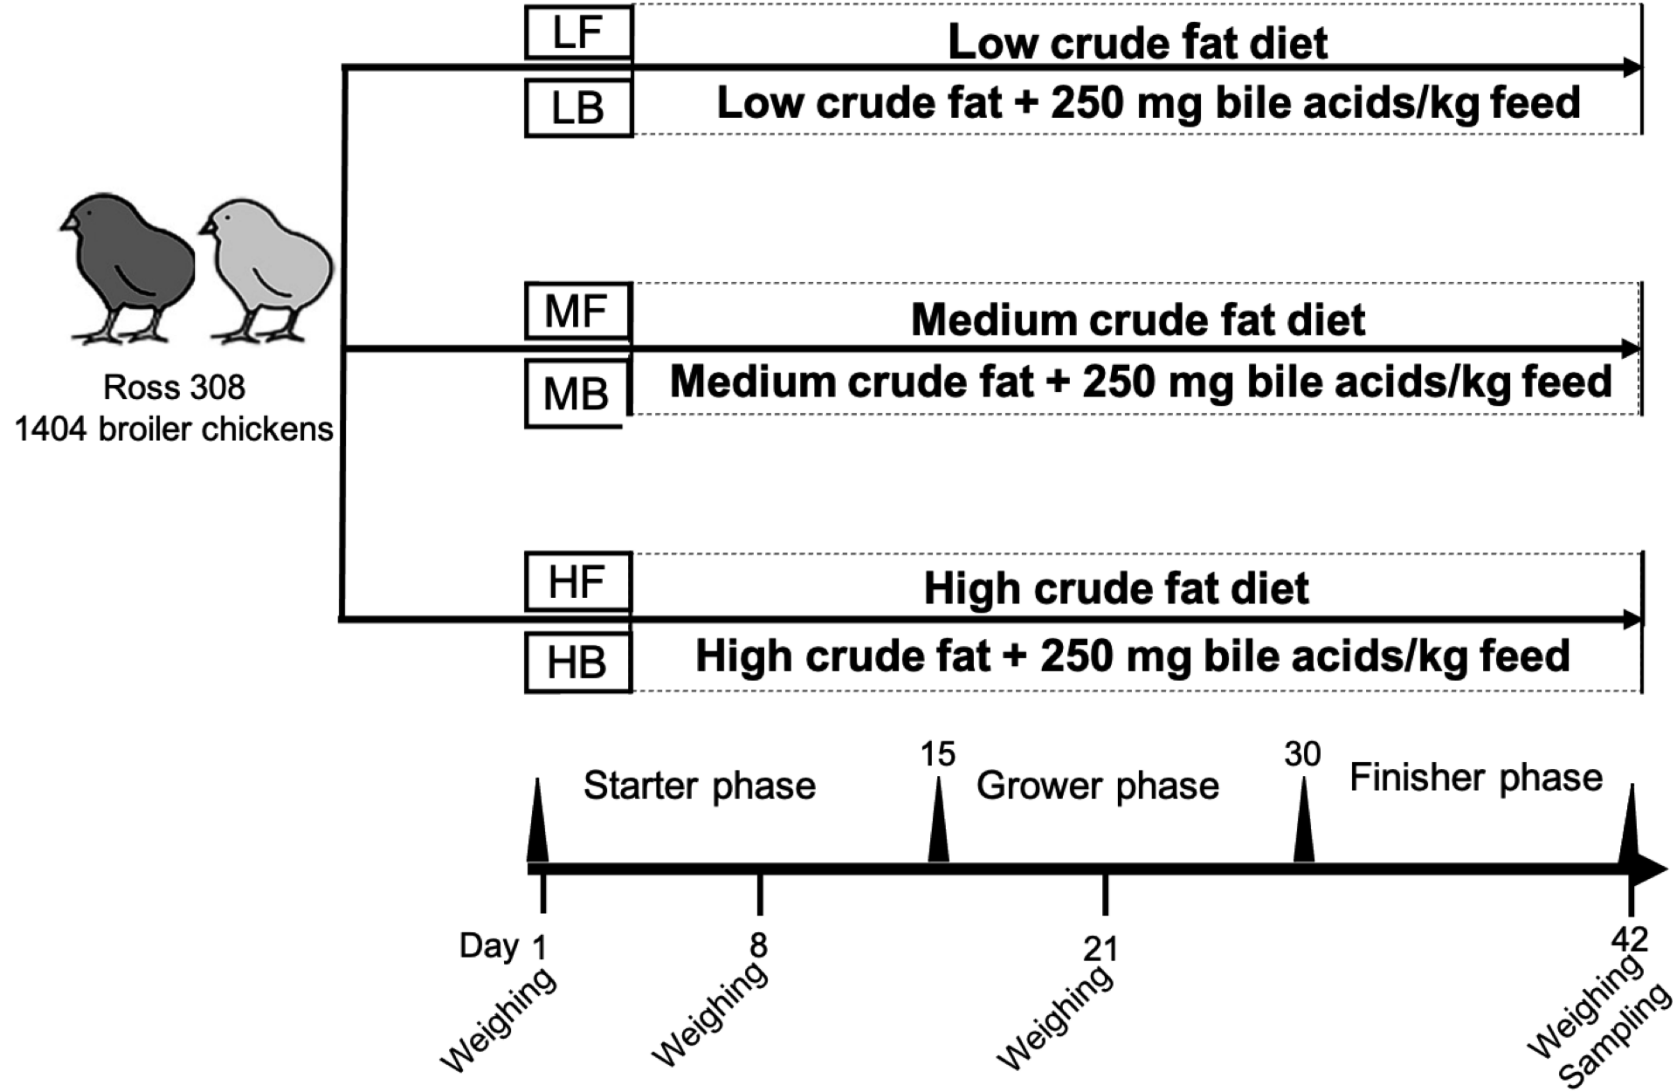 LF
Low crude fat diet
LB
Low crude fat + 250 mg bile acids/kg feed
MF
Medium crude fat diet
MB
Medium crude fat + 250 mg bile acids/kg feed
Ross 308
1404 broiler chickens
HF
High crude fat diet
HB
High crude fat + 250 mg bile acids/kg feed
15
30
Starter phase
Grower phase
Finisher phase
Day 1
8
21
42
Weighing
Weighing
Weighing
Weighing
Sampling